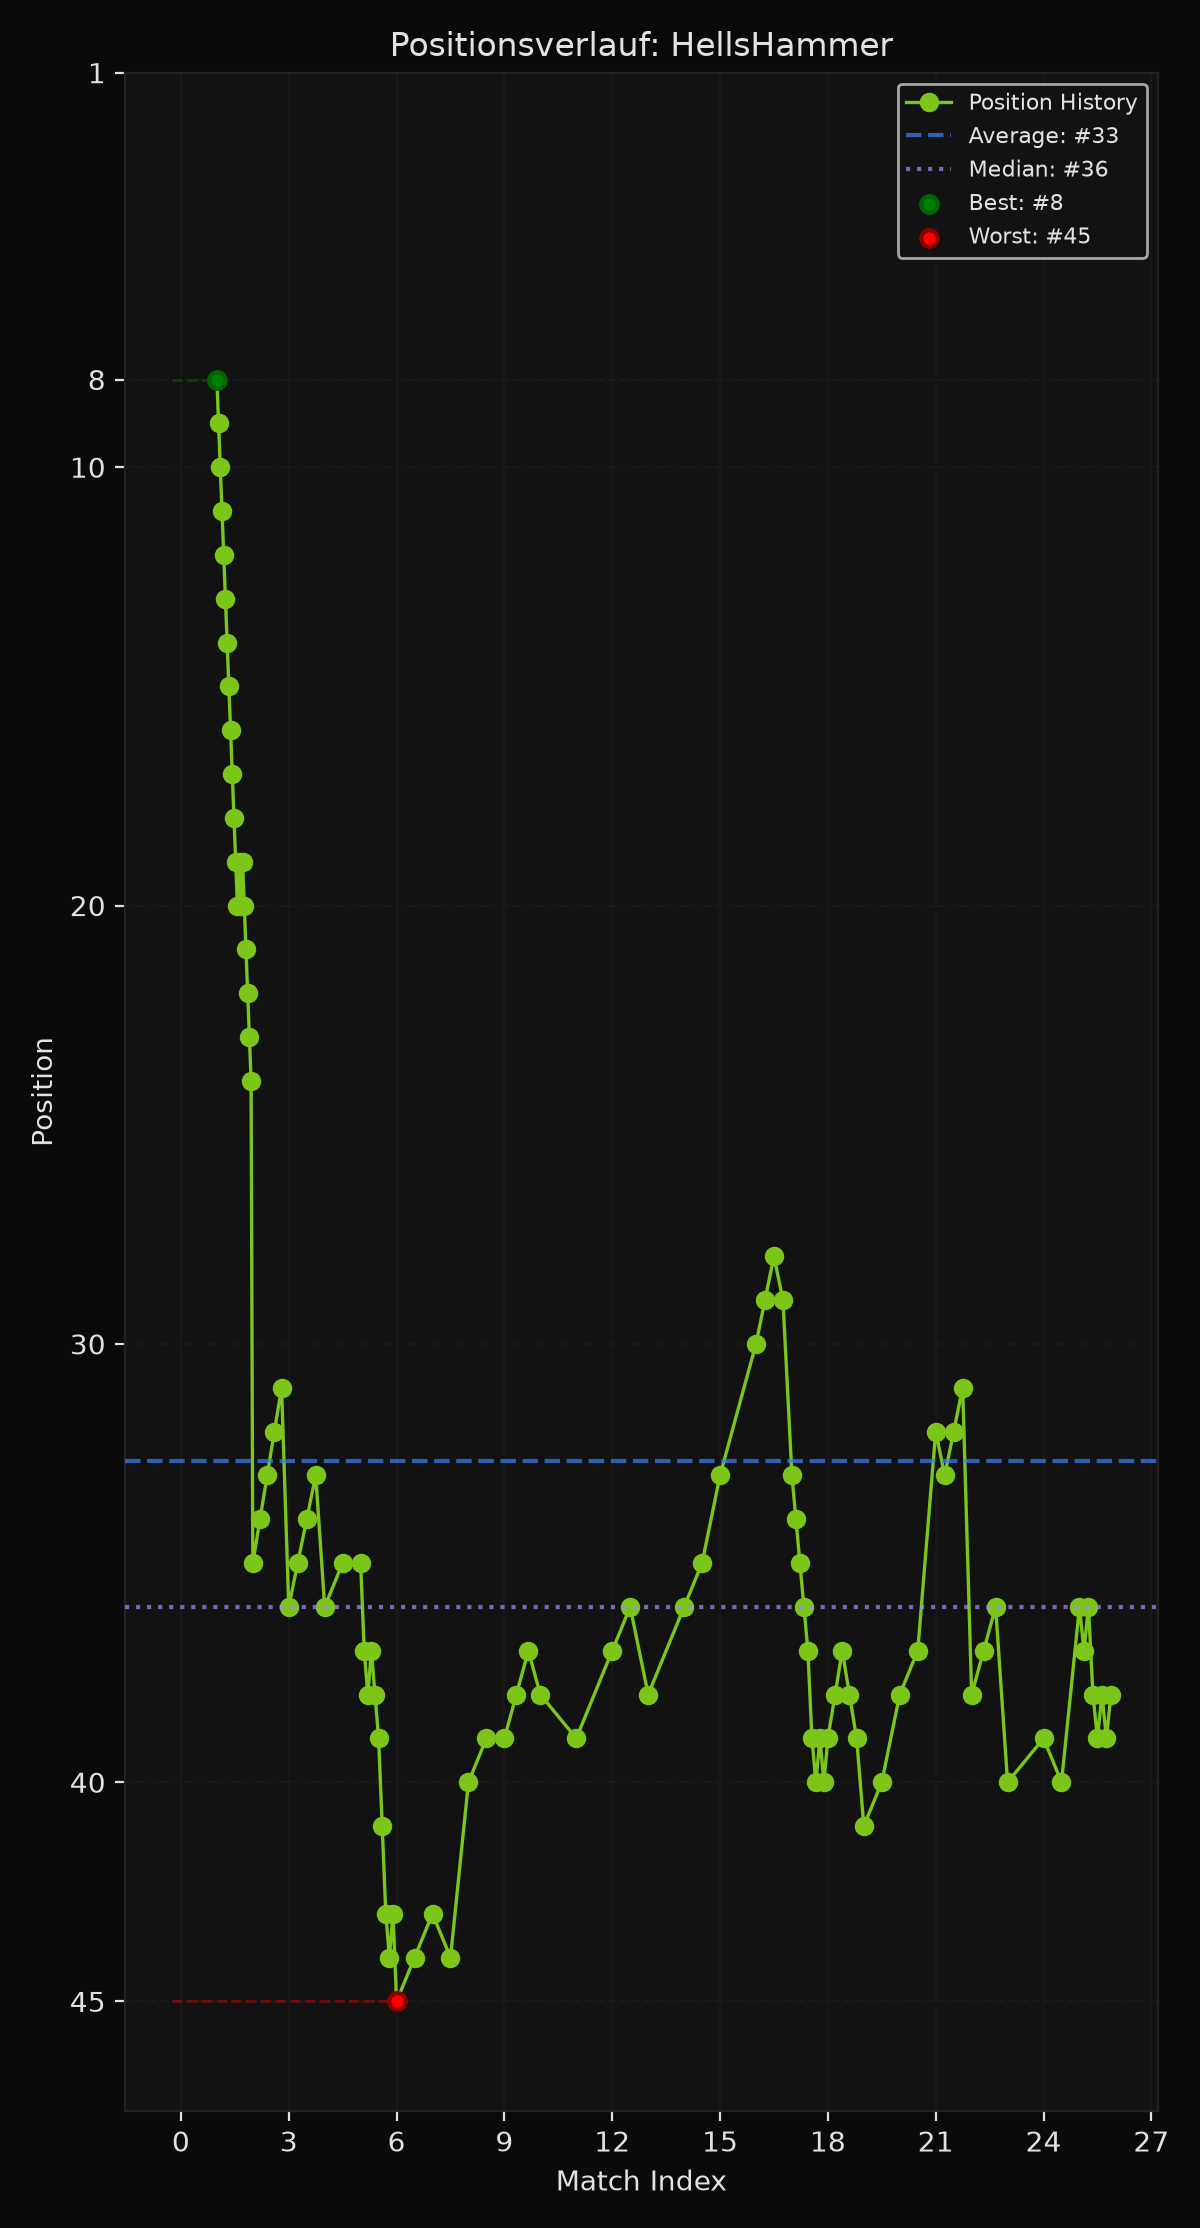 Positionsverlauf: HellsHammer
Position History
Average: #33
Median: #36
Best: #8
Worst: #45
1
8
10
20
30
40
45
Position
0 3 6 9 12 15 18 21 24 27
Match Index